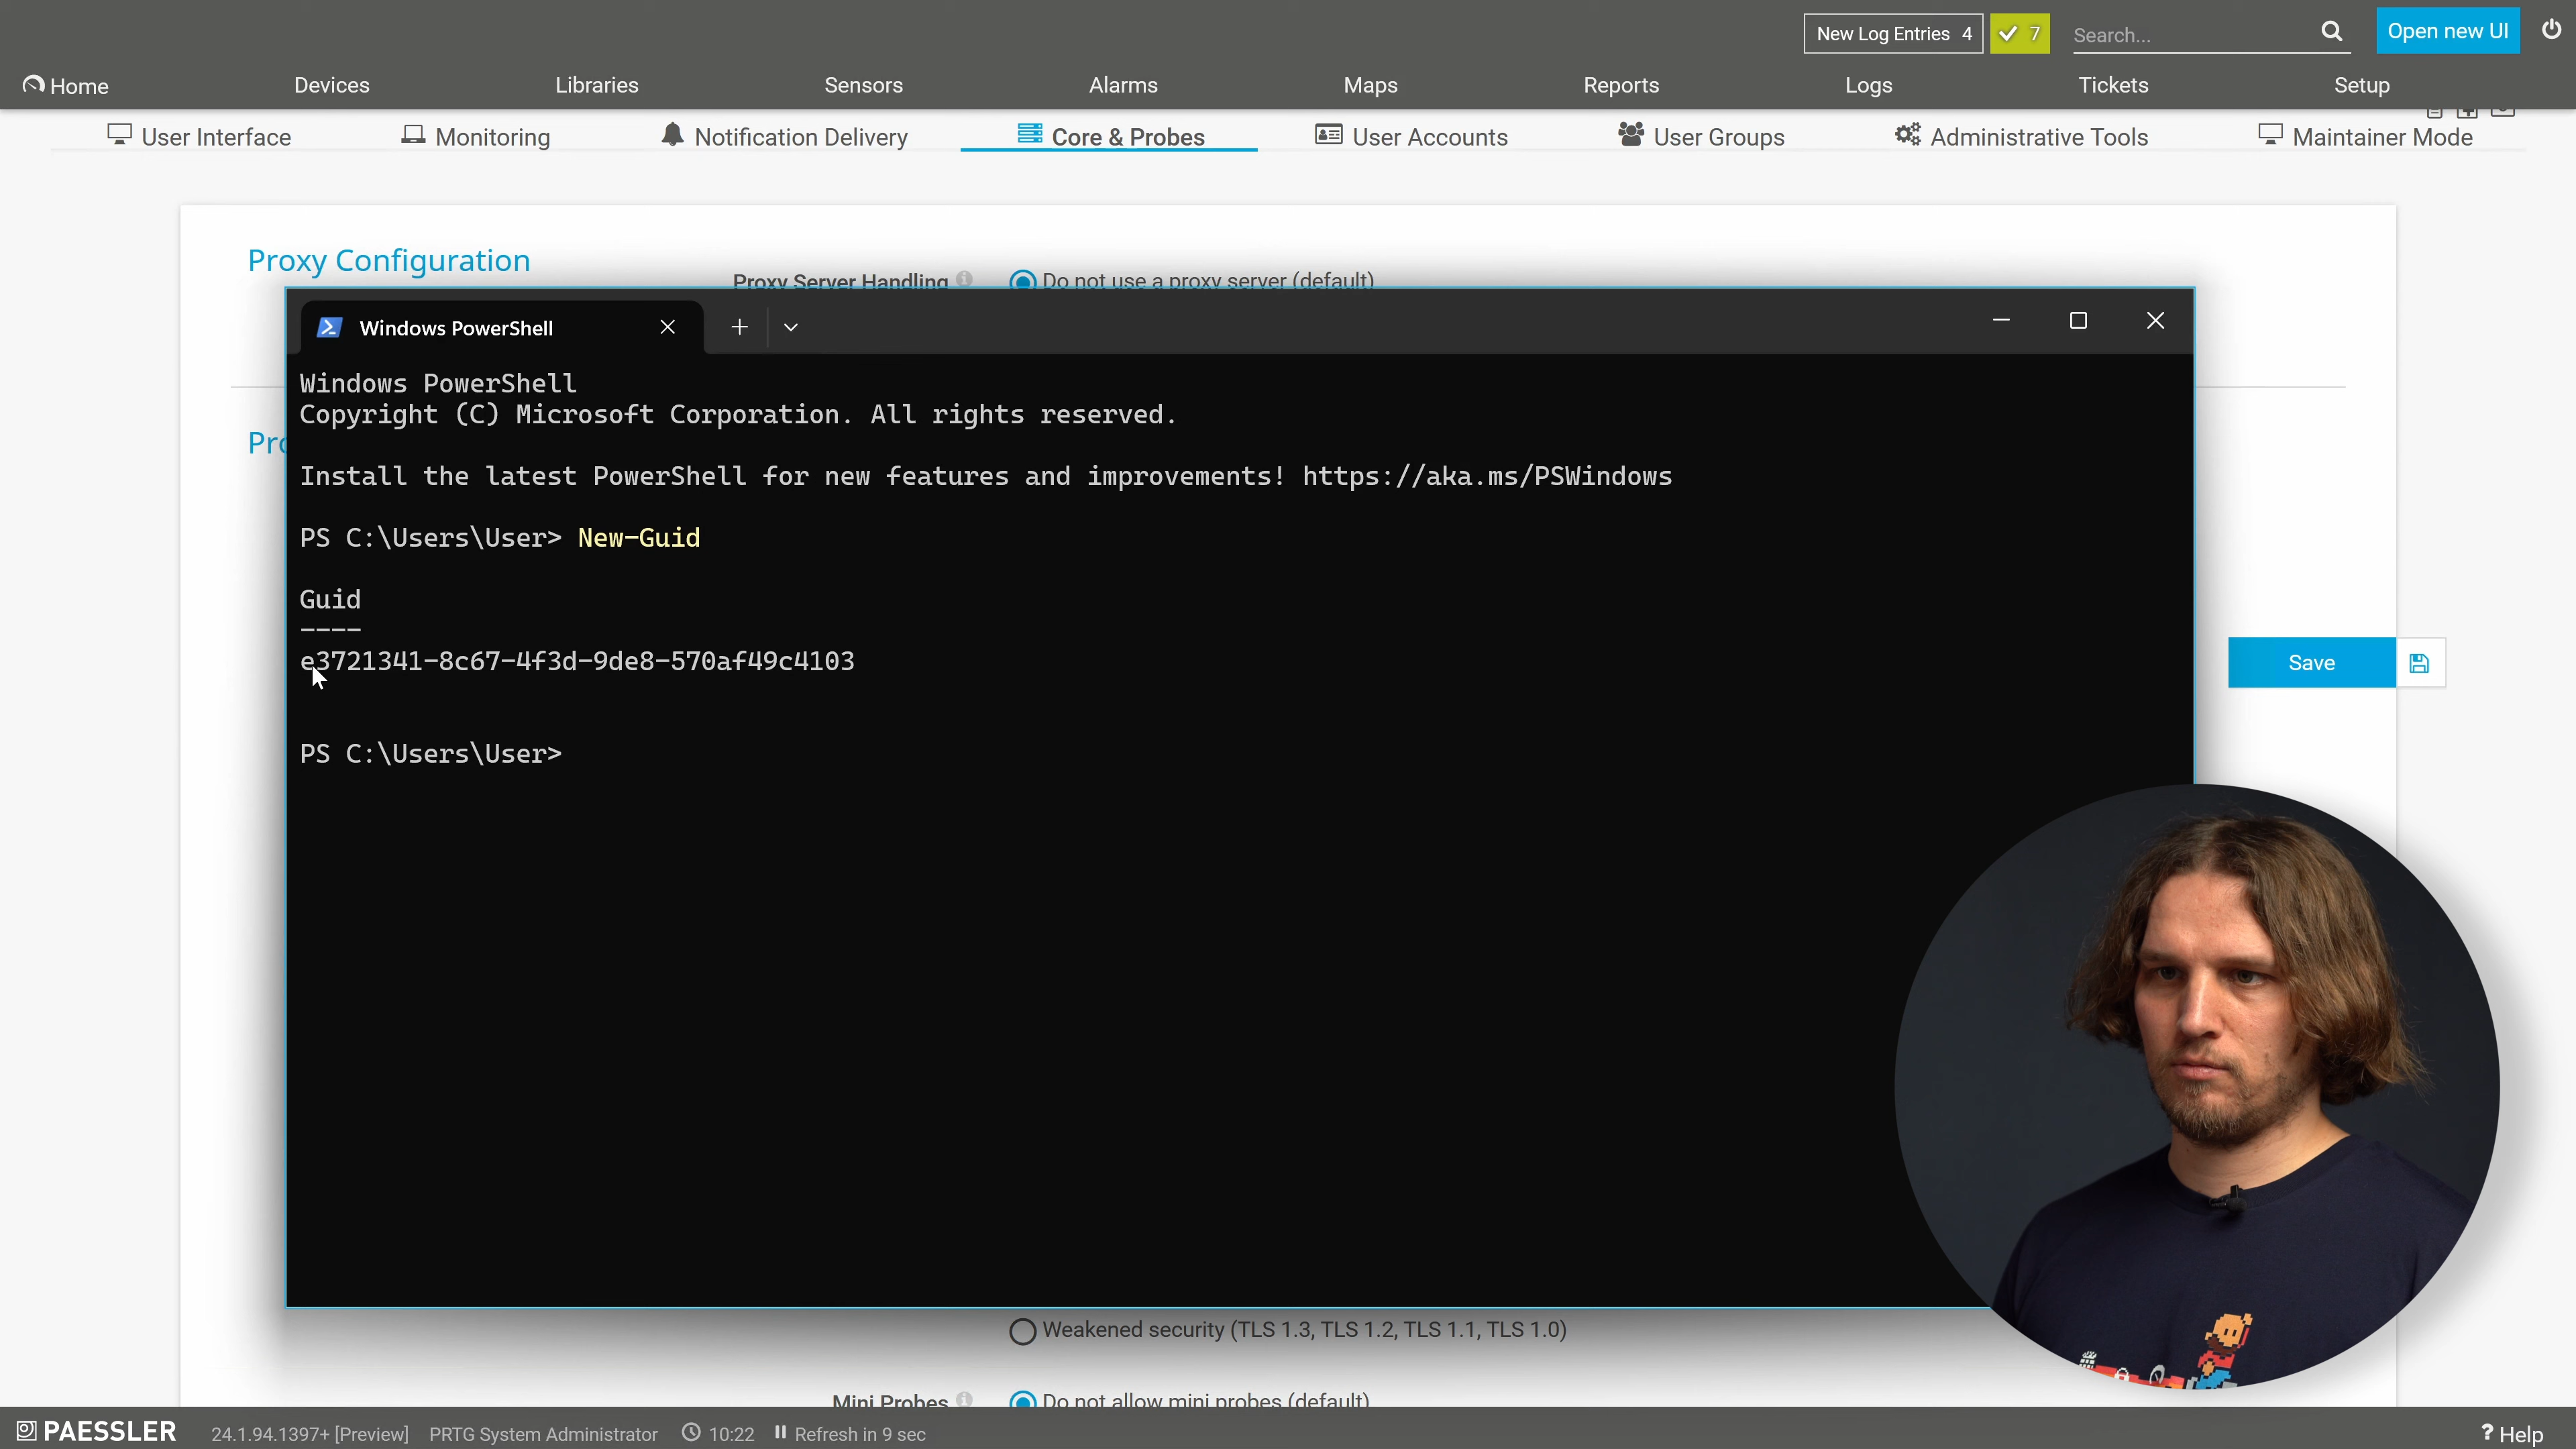 New Log Entries 4
7
Search...
Open new UI
Home
Devices
Libraries
Sensors
Alarms
Maps
Reports
Logs
Tickets
Setup
User Interface
Monitoring
Notification Delivery
Core & Probes
User Accounts
User Groups
Administrative Tools
Maintainer Mode
Proxy Configuration
Proxy Server Handling
Do not use a proxy server (default)
Windows PowerShell
Windows PowerShell
Copyright (C) Microsoft Corporation. All rights reserved.
Install the latest PowerShell for new features and improvements! https://aka.ms/PSWindows
PS C:\Users\User> New-Guid
Guid
----
e3721341-8c67-4f3d-9de8-570af49c4103
PS C:\Users\User>
Save
Weakened security (TLS 1.3, TLS 1.2, TLS 1.1, TLS 1.0)
Mini Probes
Do not allow mini probes (default)
PAESSLER
24.1.94.1397+ [Preview]
PRTG System Administrator
10:22
Refresh in 9 sec
? Help